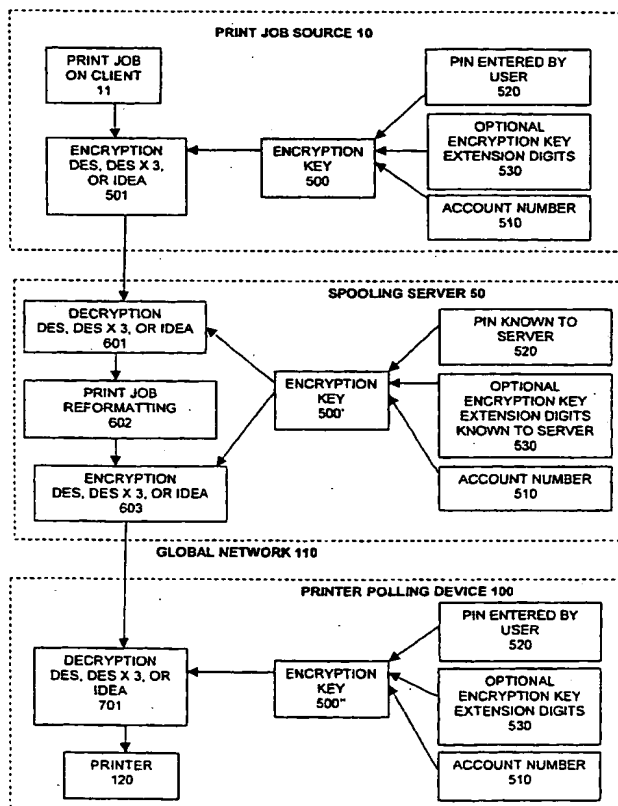 PRINT JOB SOURCE 10
PRINT JOB
ON CLIENT
11
PIN ENTERED BY
USER
520
ENCRYPTION
DES, DES X 3,
OR IDEA
501
ENCRYPTION
KEY
500
OPTIONAL
ENCRYPTION KEY
EXTENSION DIGITS
530
ACCOUNT NUMBER
510
SPOOLING SERVER 50
DECRYPTION
DES, DES X 3, OR IDEA
601
PIN KNOWN TO
SERVER
520
PRINT JOB
REFORMATTING
602
ENCRYPTION
KEY
500'
OPTIONAL
ENCRYPTION KEY
EXTENSION DIGITS
KNOWN TO SERVER
530
ENCRYPTION
DES, DES X 3, OR IDEA
603
ACCOUNT NUMBER
510
GLOBAL NETWORK 110
PRINTER POLLING DEVICE 100
PIN ENTERED BY
USER
520
DECRYPTION
DES, DES X 3, OR
IDEA
701
ENCRYPTION
KEY
500"
OPTIONAL
ENCRYPTION KEY
EXTENSION DIGITS
530
PRINTER
120
ACCOUNT NUMBER
510